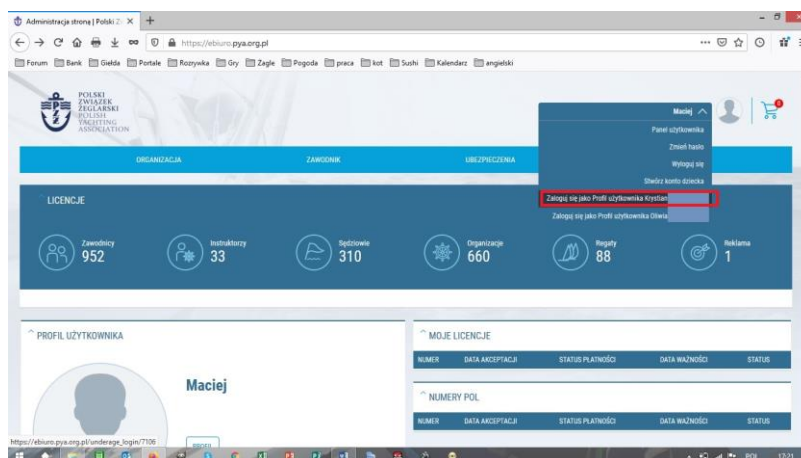 Administracja stroną | Polski Z
https://ebiuro.pya.org.pl
Forum Bank Giełda Portale Rozrywka Gry Zagle Pogoda praca kot Sushi Kalendarz angielski
POLSKI
ZWIĄZEK
ŻEGLARSKI
POLISH
YACHTING
ASSOCIATION
Maciej
Panel użytkownika
Zmień hasło
Wyloguj się
Stwórz konto dziecka
Zaloguj się jako Profil użytkownika Krystian
Zaloguj się jako Profil użytkownika Oliwia
0
ORGANIZACJA ZAWODNIK UBEZPIECZENIA
LICENCJE
Zawodnicy
952
Instruktorzy
33
Sędziowie
310
Organizacje
660
Regaty
88
Reklama
1
PROFIL UŻYTKOWNIKA
Maciej
PROFIL
MOJE LICENCJE
NUMER DATA AKCEPTACJI STATUS PŁATNOŚCI DATA WAŻNOŚCI STATUS
NUMERY POL
NUMER DATA AKCEPTACJI STATUS PŁATNOŚCI DATA WAŻNOŚCI STATUS
https://ebiuro.pya.org.pl/underage_login/7106
POL 17:21